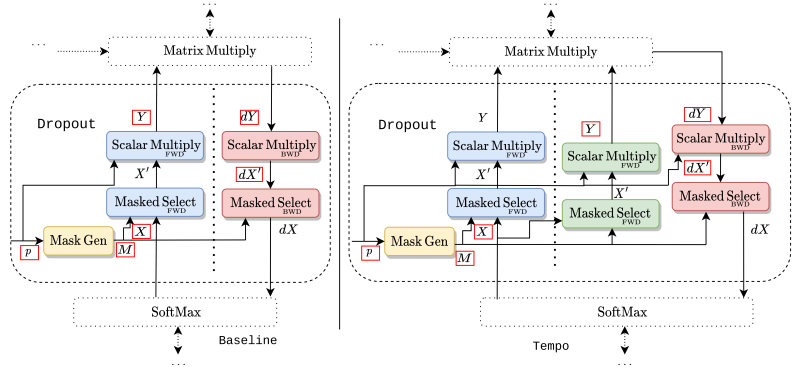 ...
...
Matrix Multiply
Y
dY
Dropout
Scalar Multiply
FWD
Scalar Multiply
BWD
X'
dX'
Masked Select
FWD
Masked Select
BWD
X
dX
Mask Gen
p
M
SoftMax
Baseline
...
...
...
Matrix Multiply
Y
Y
dY
Dropout
Scalar Multiply
FWD
Scalar Multiply
FWD
Scalar Multiply
BWD
X'
X'
dX'
Masked Select
FWD
Masked Select
FWD
Masked Select
BWD
X
dX
Mask Gen
p
M
SoftMax
Tempo
...